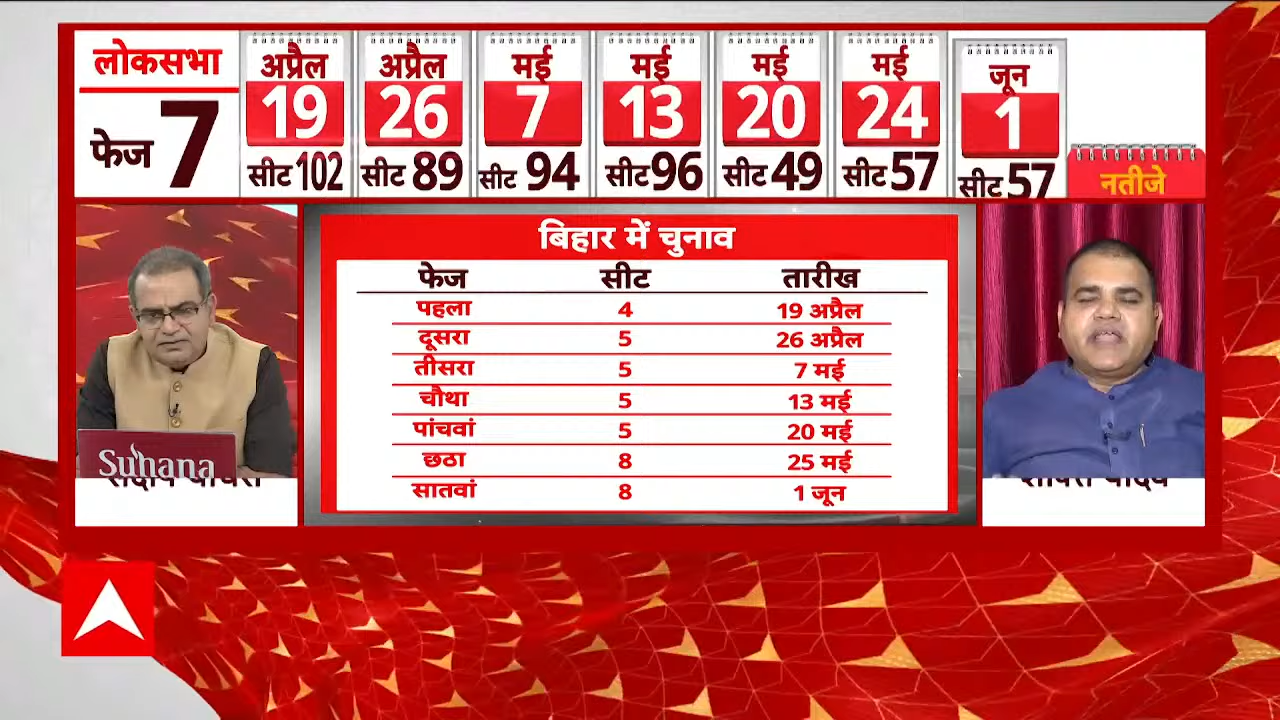 लोकसभा
फेज 7
अप्रैल
19
सीट 102
अप्रैल
26
सीट 89
मई
7
सीट 94
मई
13
सीट 96
मई
20
सीट 49
मई
24
सीट 57
जून
1
सीट 57
नतीजे
बिहार में चुनाव
फेज सीट तारीख
पहला 4 19 अप्रैल
दूसरा 5 26 अप्रैल
तीसरा 5 7 मई
चौथा 5 13 मई
पांचवां 5 20 मई
छठा 8 25 मई
सातवां 8 1 जून
Suhana